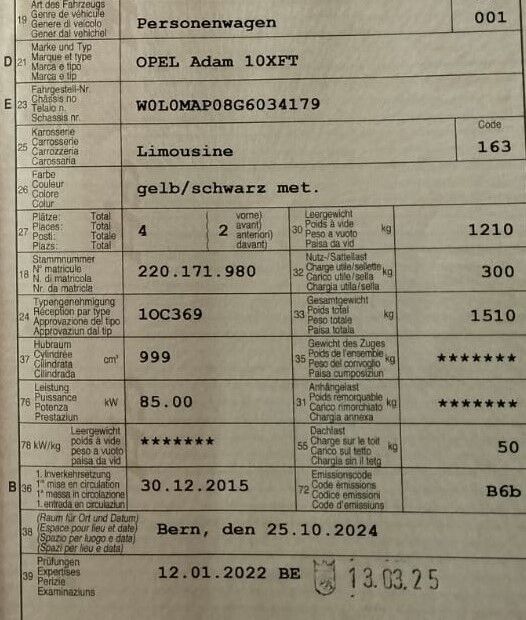 Art des Fahrzeugs
19 Genre de véhicule Personenwagen 001
Genere di veicolo
Gener dal vehichel
Marke und Typ
D 21 Marque et type OPEL Adam 10XFT
Marca e tipo
Marca e tip
Fahrgestell-Nr.
E 23 Châssis no W0L0MAP08G6034179
Telaio n.
Schassis nr.
Karosserie Code
25 Carrosserie Limousine 163
Carrozzeria
Carossaria
Farbe
26 Couleur gelb/schwarz met.
Colore
Colur
Plätze: Total ( vorne) Leergewicht
27 Places: Total 4 ( 2 avant) 30 Poids à vide kg 1210
Posti: Totale ( anteriori) Peso a vuoto
Plazs: Total ( davant) Paisa da vid
Stammnummer Nutz-/Sattellast
18 N° matricule 220.171.980 32 Charge utile/sellette kg 300
N. di matricola Carico utile/sella
Nr. da matricla Chargia utila/sella
Typengenehmigung Gesamtgewicht
24 Réception par type 1OC369 33 Poids total kg 1510
Approvazione del tipo Peso totale
Approvaziun dal tip Paisa totala
Hubraum Gewicht des Zuges
37 Cylindrée cm³ 999 35 Poids de l'ensemble kg *******
Cilindrata Peso del convoglio
Cilindrada Paisa cumposiziun
Leistung Anhängelast
76 Puissance kW 85.00 31 Poids remorquable kg *******
Potenza Carico rimorchiato
Prestaziun Chargia annexa
Leergewicht Dachlast
78 kW/kg poids à vide ******* 55 Charge sur le toit kg 50
peso a vuoto Carico sul tetto
paisa da vid Chargia sin il tetg
1. Inverkehrsetzung Emissionscode
B 36 1re mise en circulation 30.12.2015 72 Code émissions B6b
1a messa in circolazione Codice emissioni
1. entrada en circulaziun Code d'emissiuns
(Raum für Ort und Datum)
38 (Espace pour lieu et date) Bern, den 25.10.2024
(Spazio per luogo e data)
(Spazi per lieu e data)
Prüfungen
39 Expertises 12.01.2022 BE 13.03.25
Perizie
Examinaziuns